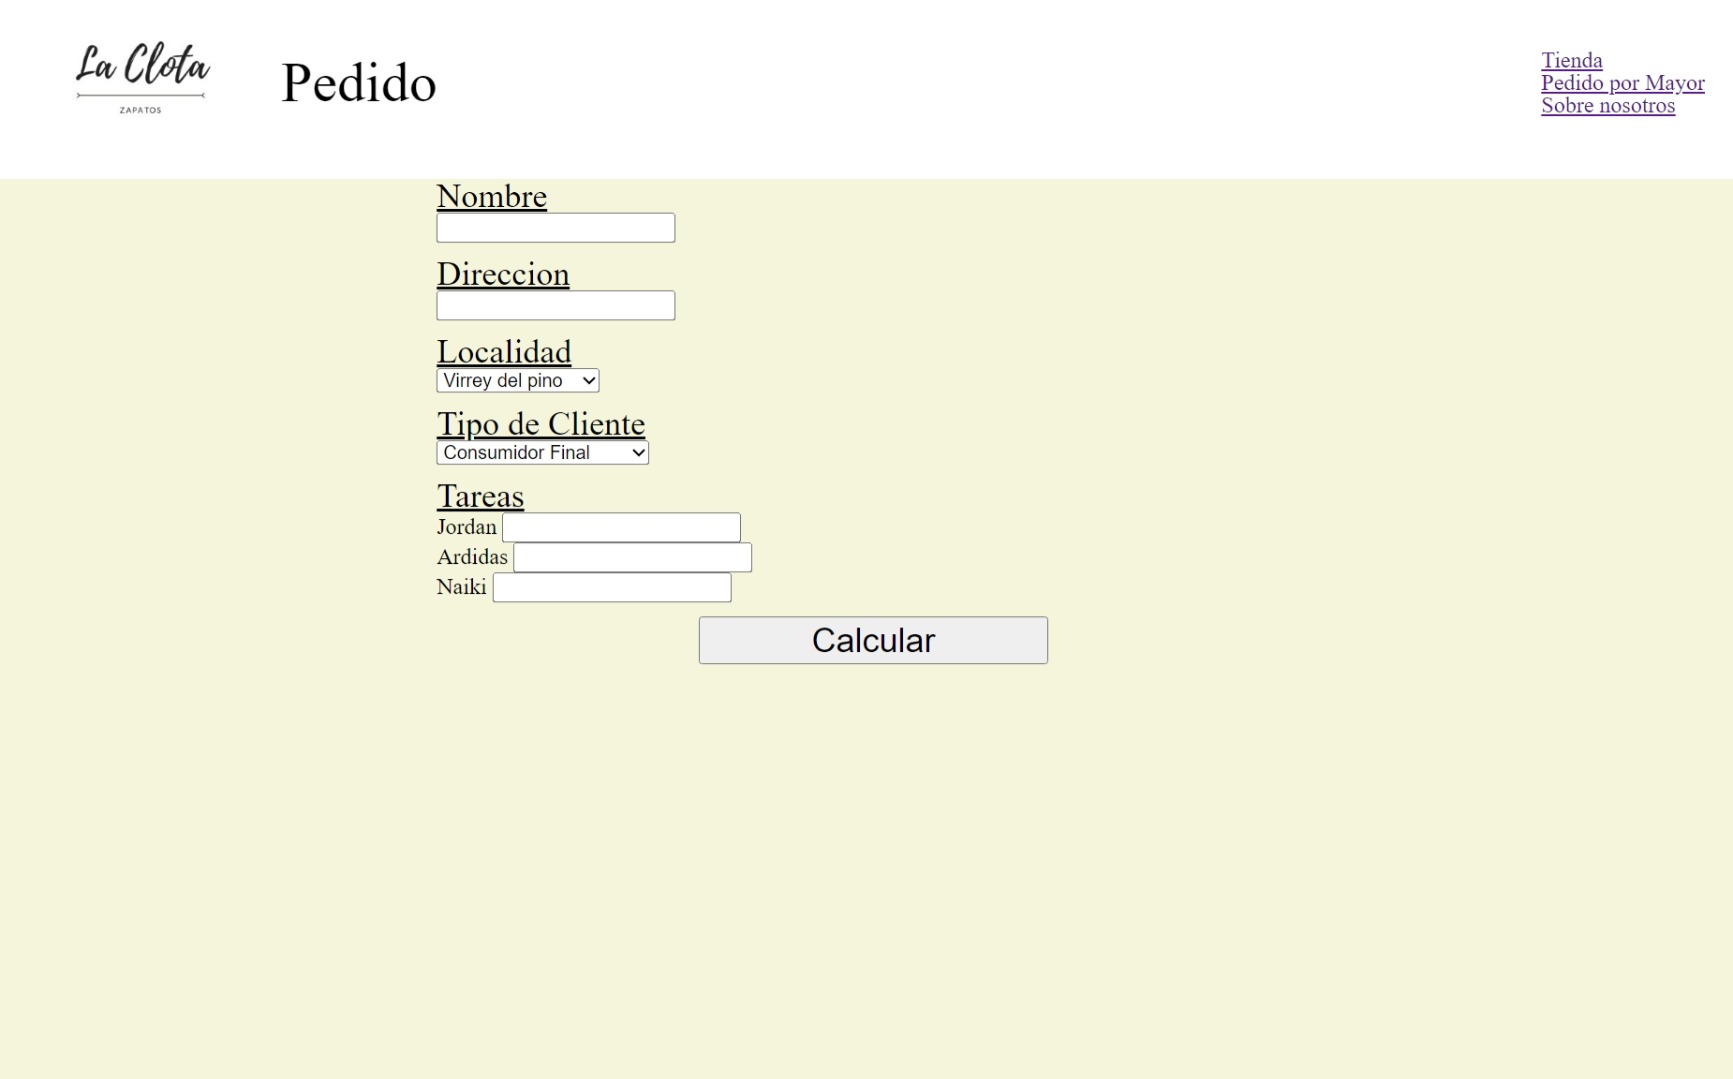 La Clota
ZAPATOS
Pedido
Tienda
Pedido por Mayor
Sobre nosotros
Nombre
Direccion
Localidad
Virrey del pino
Tipo de Cliente
Consumidor Final
Tareas
Jordan
Ardidas
Naiki
Calcular